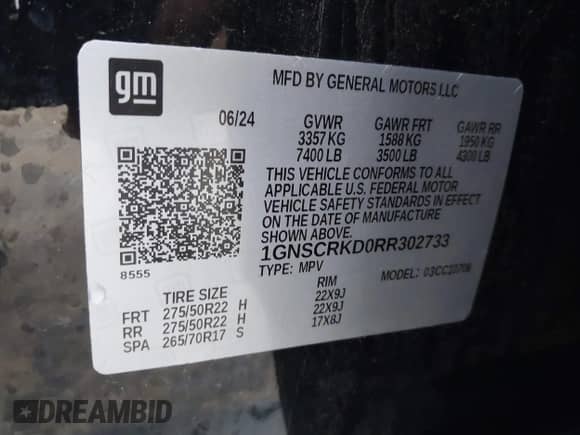 gm
MFD BY GENERAL MOTORS LLC
06/24 GVWR GAWR FRT GAWR RR
3357 KG 1588 KG 1950 KG
7400 LB 3500 LB 4300 LB
THIS VEHICLE CONFORMS TO ALL
APPLICABLE U.S. FEDERAL MOTOR
VEHICLE SAFETY STANDARDS IN EFFECT
ON THE DATE OF MANUFACTURE
SHOWN ABOVE.
1GNSCRKD0RR302733
8555
TYPE: MPV MODEL: 03CC10706
TIRE SIZE RIM
FRT 275/50R22 H 22X9J
RR 275/50R22 H 22X9J
SPA 265/70R17 S 17X8J
DREAMBID